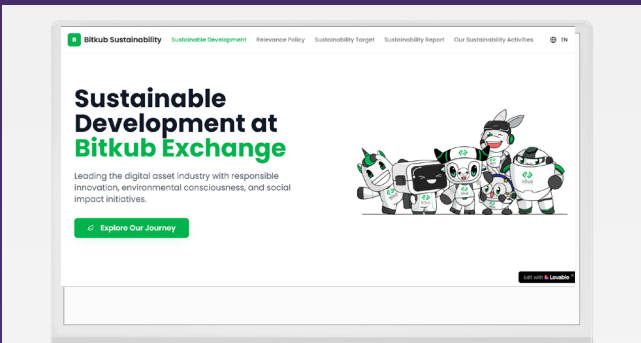 B Bitkub Sustainability Sustainable Development Relevance Policy Sustainability Target Sustainability Report Our Sustainability Activities EN
Sustainable
Development at
Bitkub Exchange
Leading the digital asset industry with responsible
innovation, environmental consciousness, and social
impact initiatives.
Explore Our Journey
Edit with Lovable ×